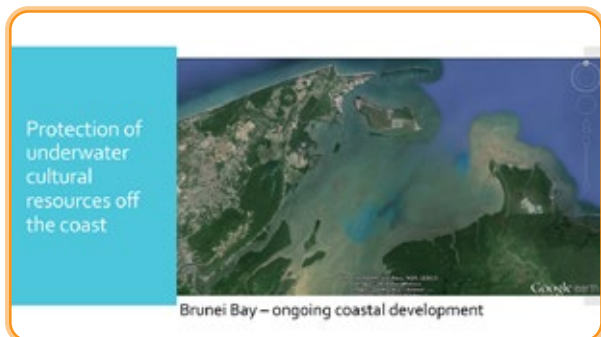 Protection of
underwater
cultural
resources off
the coast
Google earth
Brunei Bay – ongoing coastal development